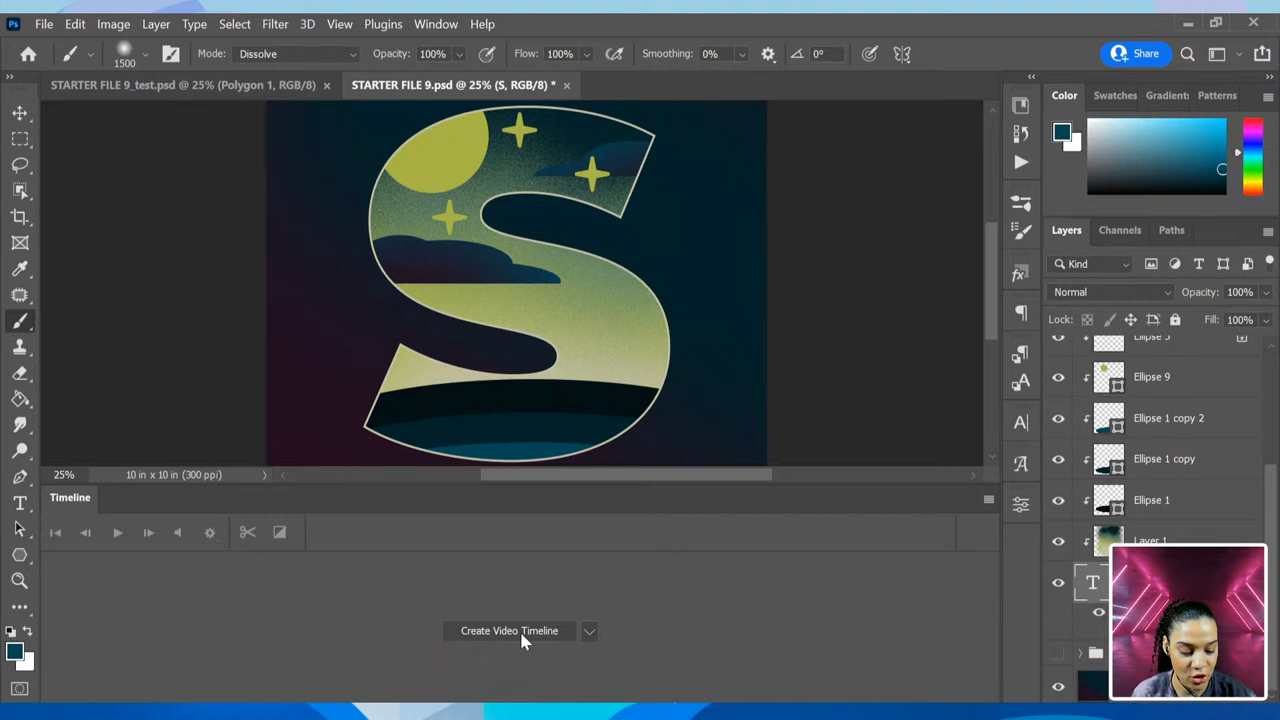 Ps File Edit Image Layer Type Select Filter 3D View Plugins Window Help
1500 Mode: Dissolve Opacity: 100% Flow: 100% Smoothing: 0% 0° Share
STARTER FILE 9_test.psd @ 25% (Polygon 1, RGB/8) × STARTER FILE 9.psd @ 25% (S, RGB/8) * ×
Color Swatches Gradient Patterns
S
Layers Channels Paths
Kind
Normal Opacity: 100%
Lock: Fill: 100%
Ellipse 9
Ellipse 1 copy 2
Ellipse 1 copy
25% 10 in x 10 in (300 ppi)
Timeline
Ellipse 1
Layer 1
Create Video Timeline